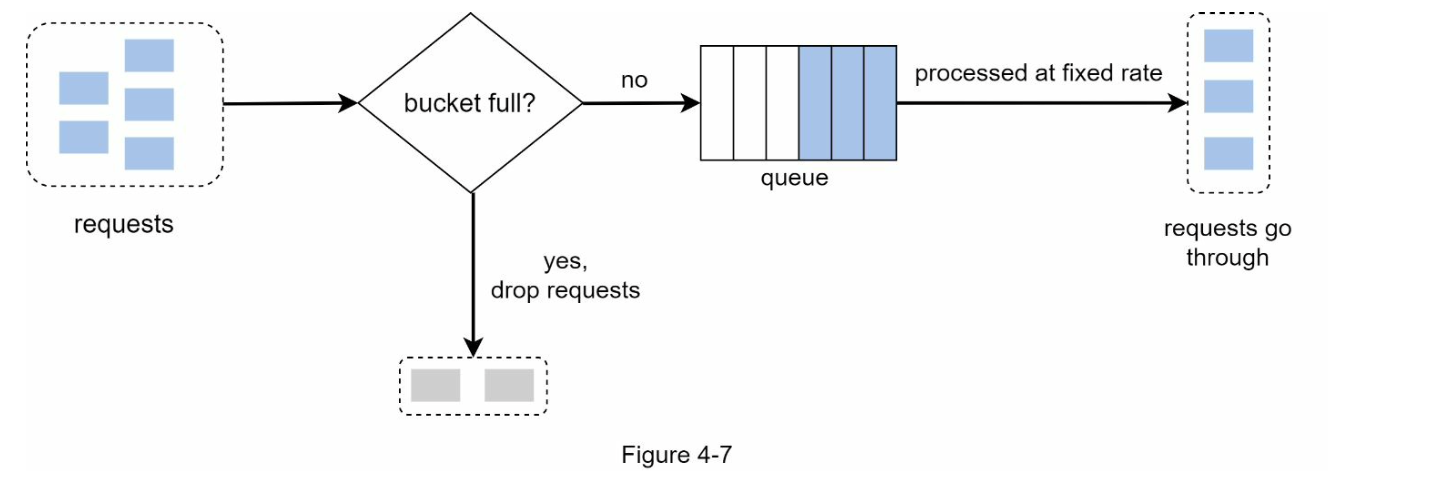 requests
bucket full?
no
yes,
drop requests
queue
processed at fixed rate
requests go
through
Figure 4-7